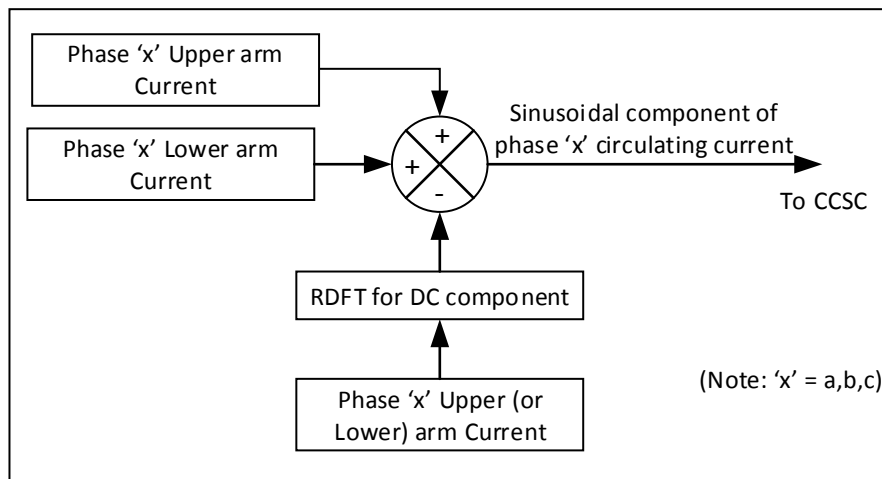 Phase ‘x’ Upper arm
Current
Phase ‘x’ Lower arm
Current
+
+
-
Sinusoidal component of
phase ‘x’ circulating current
To CCSC
RDFT for DC component
Phase ‘x’ Upper (or
Lower) arm Current
(Note: ‘x’ = a,b,c)